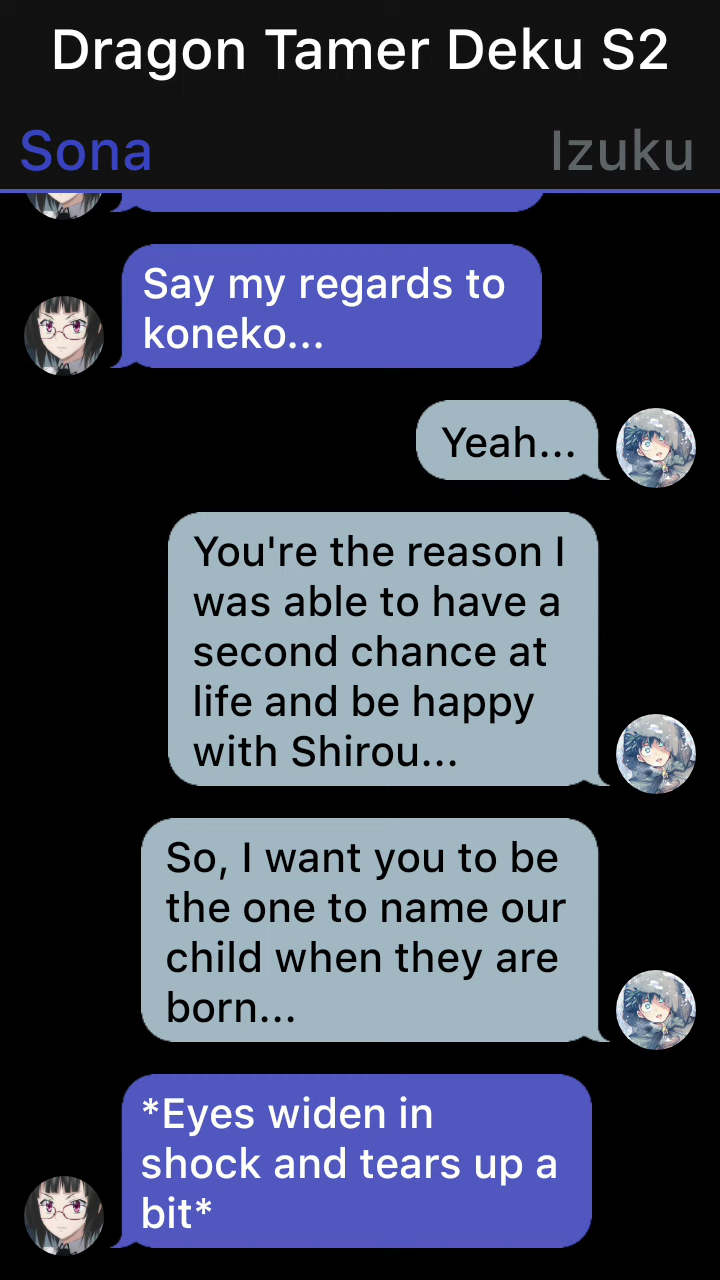 Dragon Tamer Deku S2
Sona
Izuku
Say my regards to
koneko...
Yeah...
You're the reason I
was able to have a
second chance at
life and be happy
with Shirou...
So, I want you to be
the one to name our
child when they are
born...
*Eyes widen in
shock and tears up a
bit*